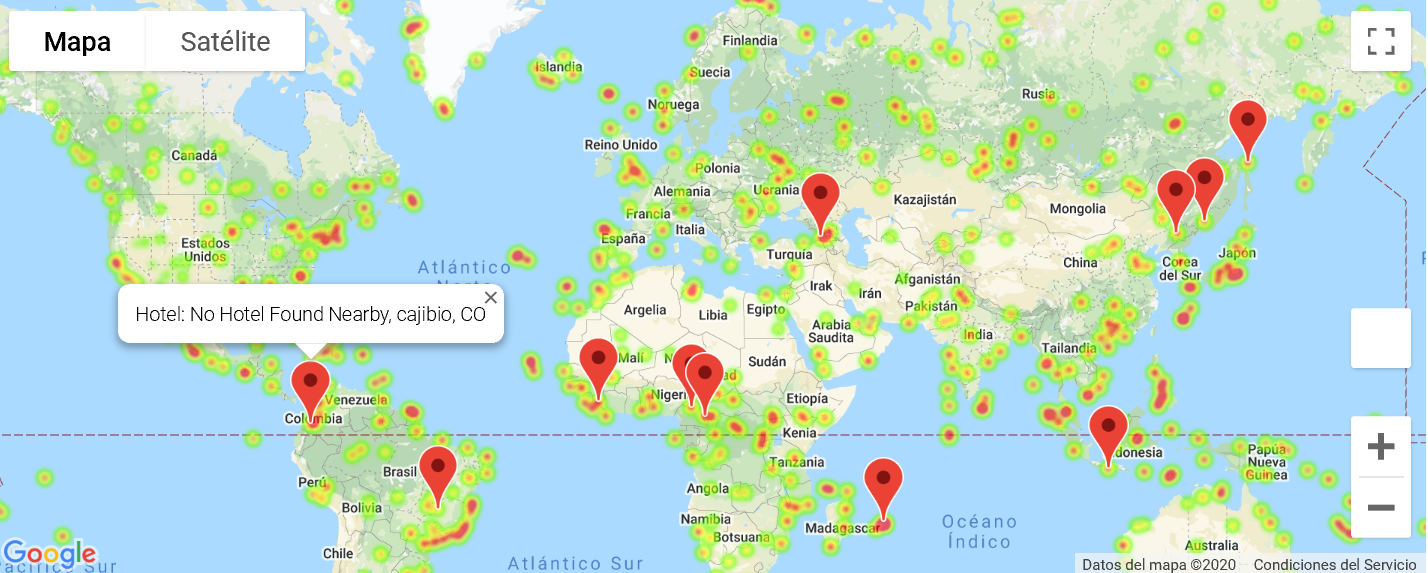 Mapa
Satélite
Finlandia
Islandia
Suecia
Rusia
Noruega
Reino Unido
Canadá
Polonia
Alemania
Ucrania
Kazajistán
Mongolia
Francia
Italia
España
Estados
Unidos
Turquía
China
Corea
del Sur
Japón
Atlántico
Afganistán
Irak
Irán
Pakistán
Argelia
Libia
Egipto
Arabia
Saudita
India
Hotel: No Hotel Found Nearby, cajibio, CO
Malí
Sudán
Tailandia
Venezuela
Colombia
Etiopía
Kenia
Brasil
Perú
Tanzania
Papúa
Nueva
Guinea
Bolivia
Angola
Namibia
Botsuana
Madagascar
Océano
Índico
Australia
Chile
Google
Pacífico Sur
Atlántico Sur
Datos del mapa ©2020
Condiciones del Servicio